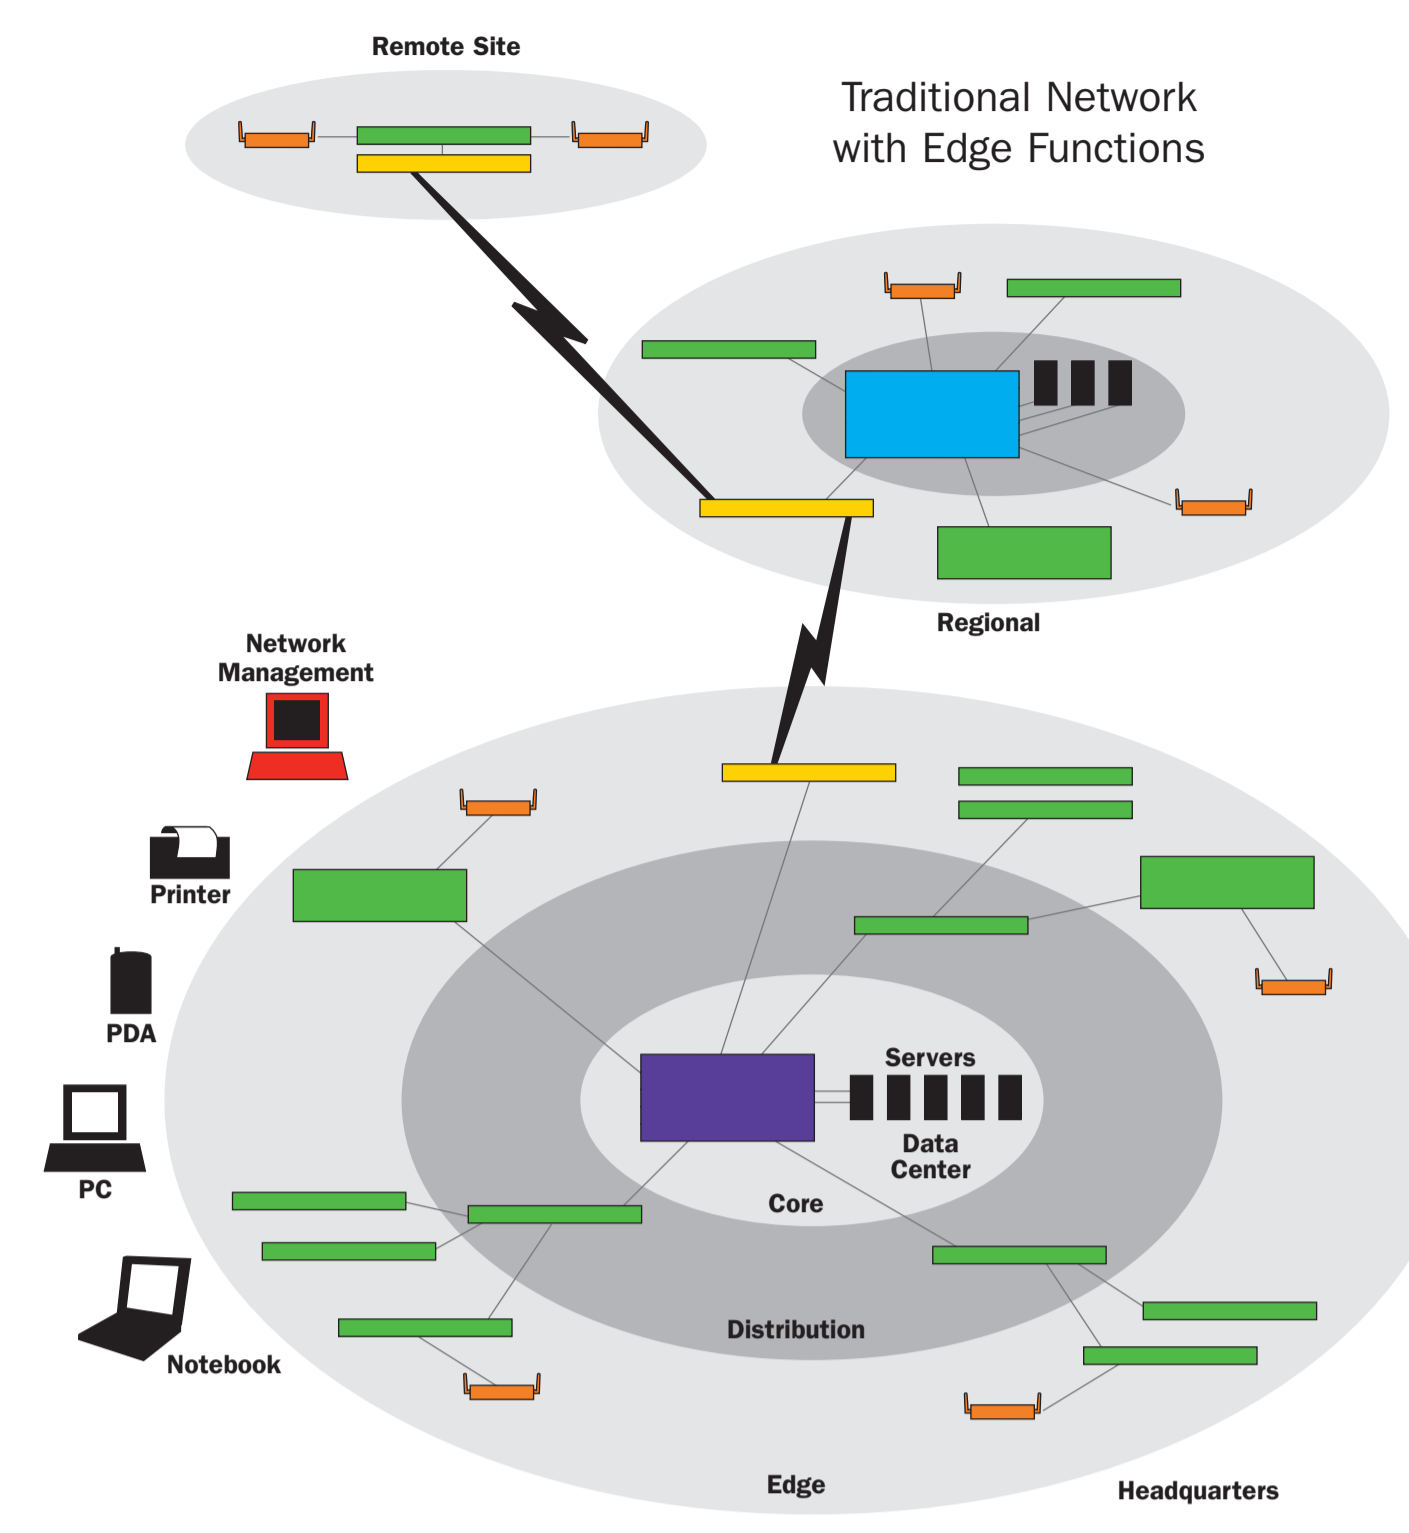 Remote Site
Traditional Network
with Edge Functions
Regional
Network
Management
Printer
PDA
PC
Notebook
Servers
Data
Center
Core
Distribution
Edge
Headquarters